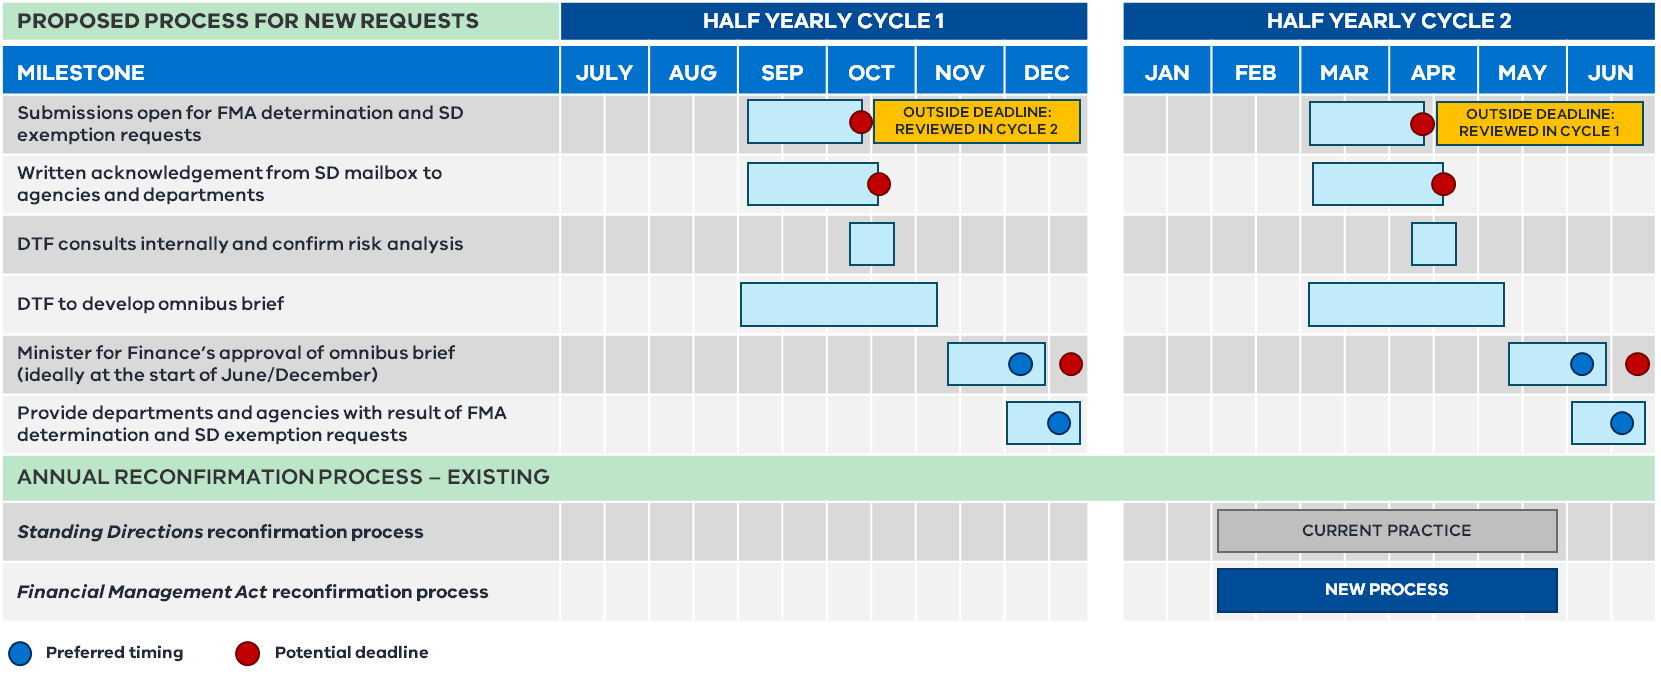 PROPOSED PROCESS FOR NEW REQUESTS
HALF YEARLY CYCLE 1
HALF YEARLY CYCLE 2
MILESTONE
JULY
AUG
SEP
OCT
NOV
DEC
JAN
FEB
MAR
APR
MAY
JUN
Submissions open for FMA determination and SD
exemption requests
OUTSIDE DEADLINE:
REVIEWED IN CYCLE 2
OUTSIDE DEADLINE:
REVIEWED IN CYCLE 1
Written acknowledgement from SD mailbox to
agencies and departments
DTF consults internally and confirm risk analysis
DTF to develop omnibus brief
Minister for Finance’s approval of omnibus brief
(ideally at the start of June/December)
Provide departments and agencies with result of FMA
determination and SD exemption requests
ANNUAL RECONFIRMATION PROCESS – EXISTING
Standing Directions reconfirmation process
CURRENT PRACTICE
Financial Management Act reconfirmation process
NEW PROCESS
Preferred timing
Potential deadline